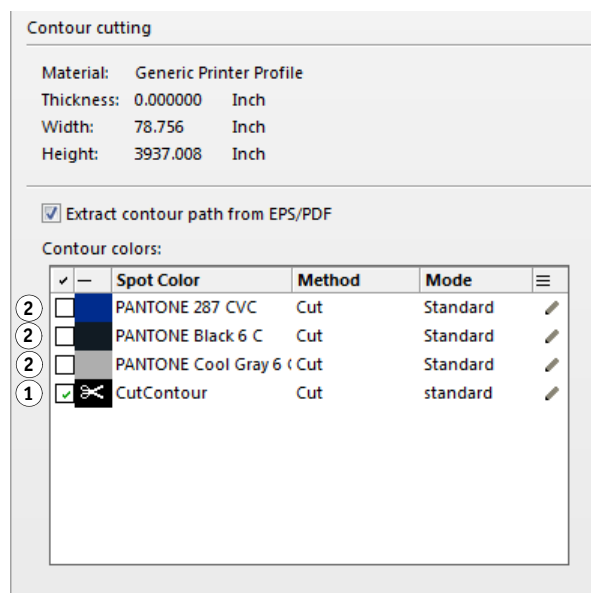 Contour cutting
Material: Generic Printer Profile
Thickness: 0.000000 Inch
Width: 78.756 Inch
Height: 3937.008 Inch
Extract contour path from EPS/PDF
Contour colors:
Spot Color Method Mode
2 PANTONE 287 CVC Cut Standard
2 PANTONE Black 6 C Cut Standard
2 PANTONE Cool Gray 6 ( Cut Standard
1 CutContour Cut standard